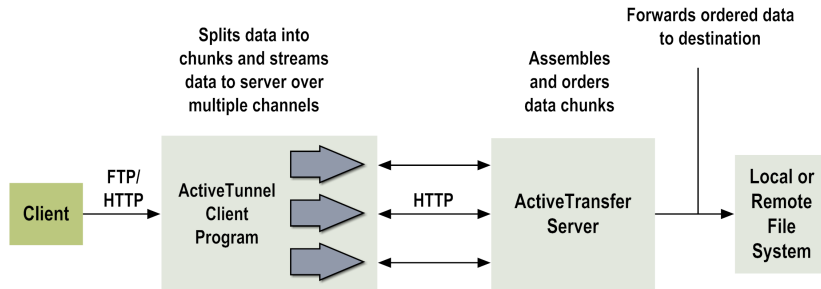 Splits data into
chunks and streams
data to server over
multiple channels
Assembles
and orders
data chunks
Forwards ordered data
to destination
Client
FTP/
HTTP
ActiveTunnel
Client
Program
HTTP
ActiveTransfer
Server
Local or
Remote
File
System